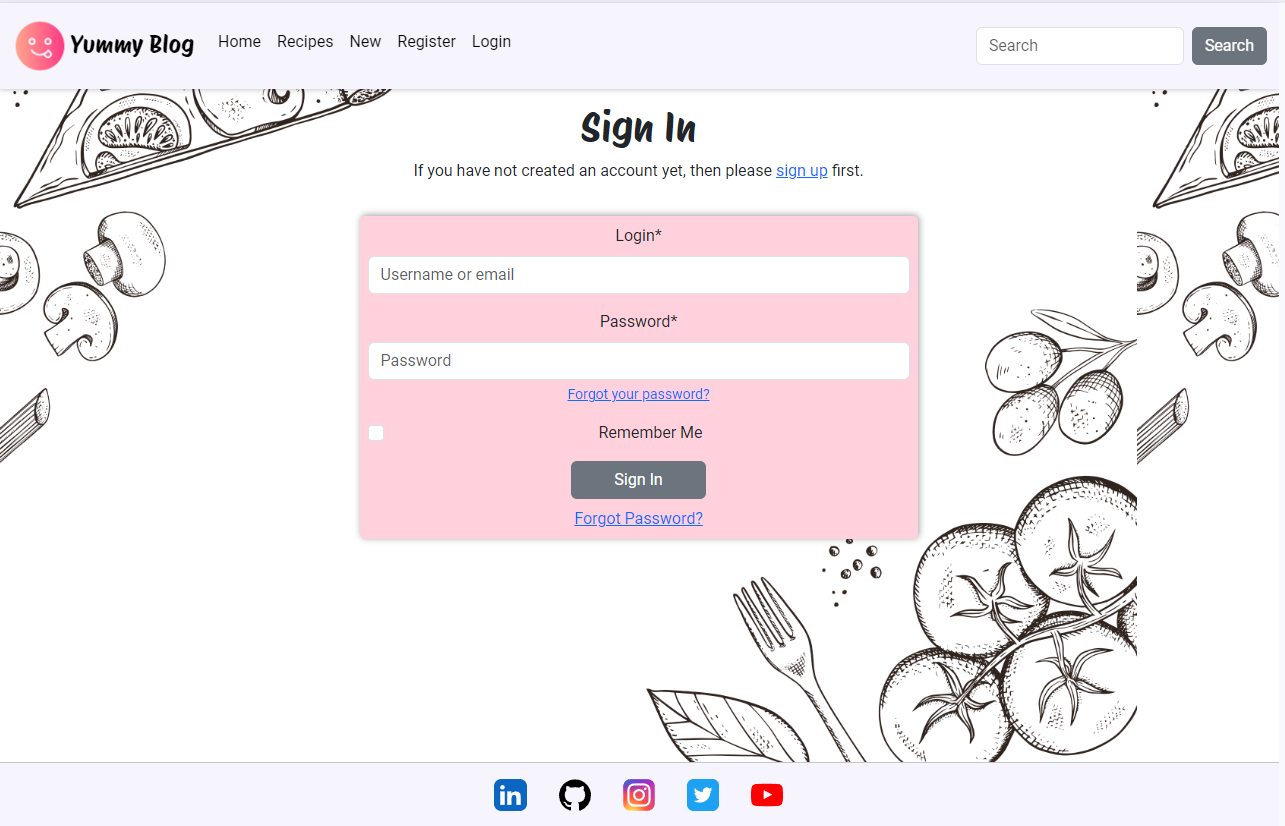 Yummy Blog Home Recipes New Register Login Search Search
Sign In
If you have not created an account yet, then please sign up first.
Login*
Username or email
Password*
Password
Forgot your password?
Remember Me
Sign In
Forgot Password?
in